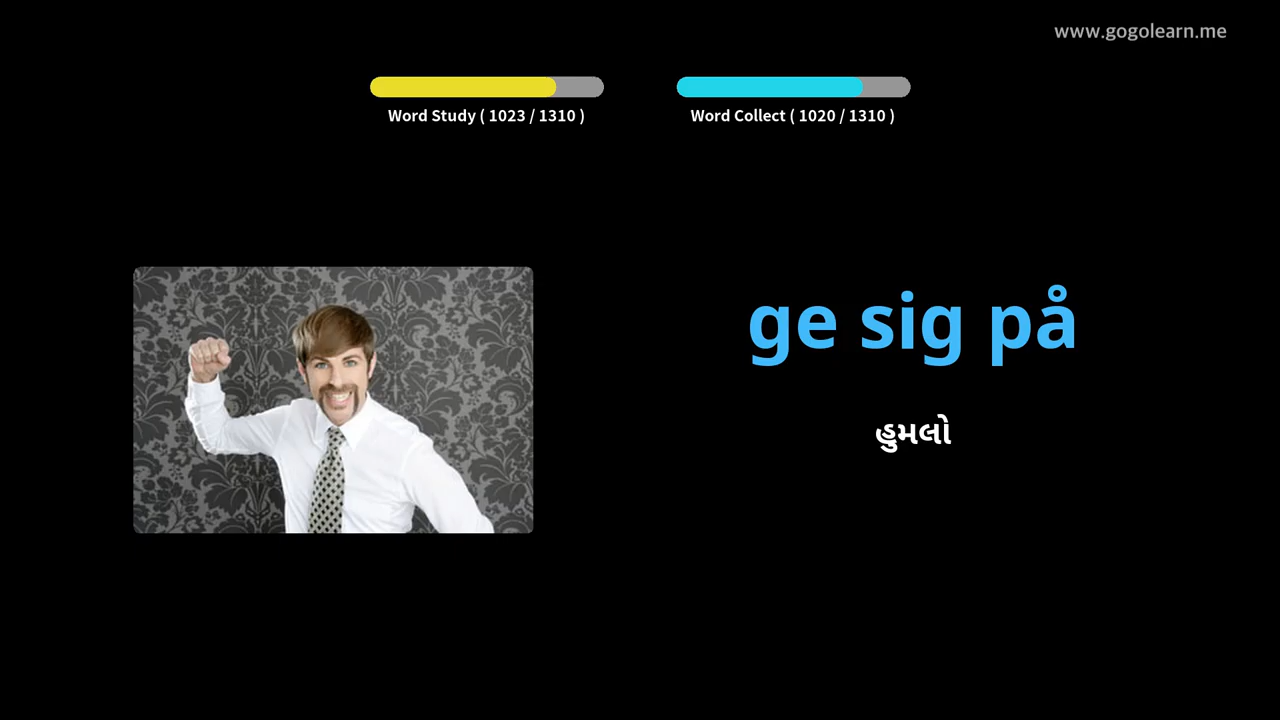 www.gogolearn.me
Word Study ( 1023 / 1310 )
Word Collect ( 1020 / 1310 )
ge sig på
હુમલો